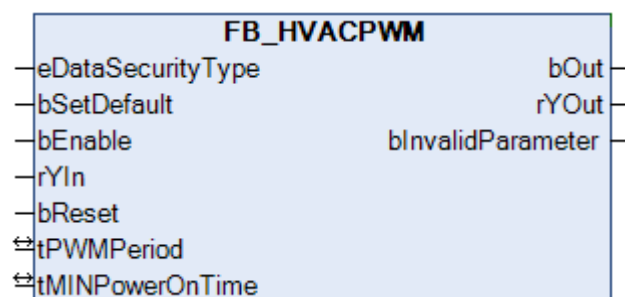 FB_HVACPWM
eDataSecurityType bOut
bSetDefault rYOut
bEnable bInvalidParameter
rYIn
bReset
tPWMPeriod
tMINPowerOnTime